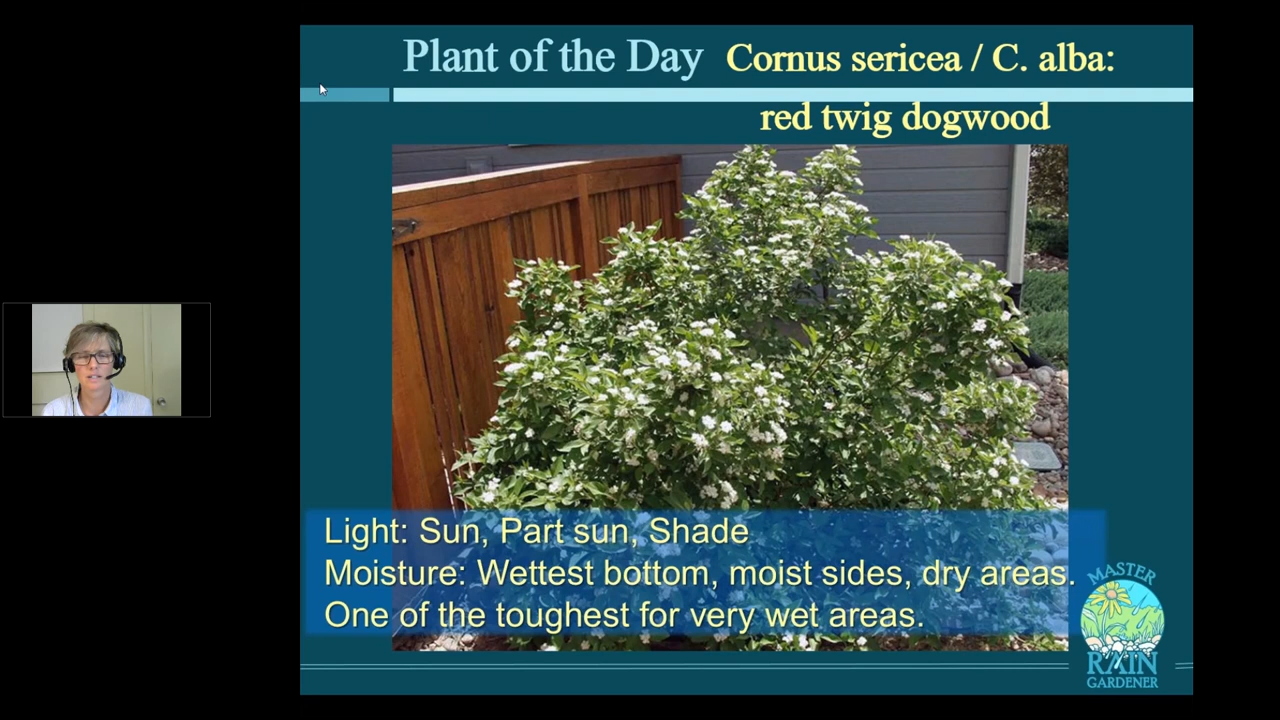 Plant of the Day Cornus sericea / C. alba:
red twig dogwood
Light: Sun, Part sun, Shade
Moisture: Wettest bottom, moist sides, dry areas.
One of the toughest for very wet areas.
MASTER
RAIN
GARDENER